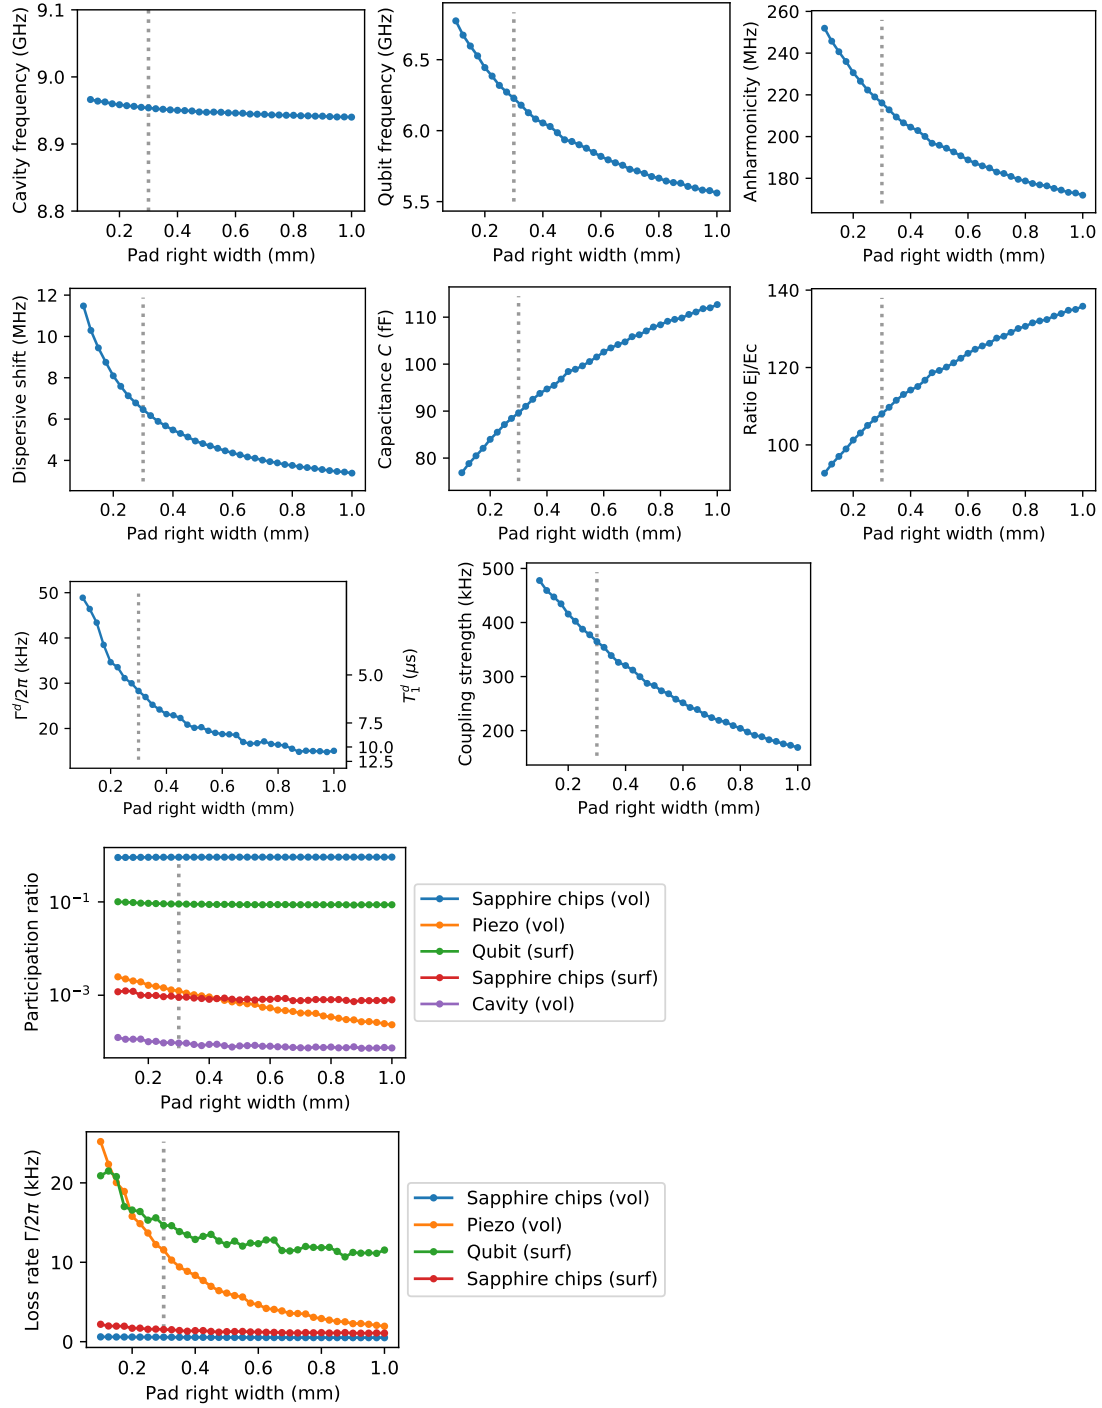 Cavity frequency (GHz)
9.1
9.0
8.9
8.8
0.2 0.4 0.6 0.8 1.0
Pad right width (mm)
Qubit frequency (GHz)
6.5
6.0
5.5
0.2 0.4 0.6 0.8 1.0
Pad right width (mm)
Anharmonicity (MHz)
260
240
220
200
180
0.2 0.4 0.6 0.8 1.0
Pad right width (mm)
Dispersive shift (MHz)
12
10
8
6
4
0.2 0.4 0.6 0.8 1.0
Pad right width (mm)
Capacitance C (fF)
110
100
90
80
0.2 0.4 0.6 0.8 1.0
Pad right width (mm)
Ratio Ej/Ec
140
120
100
0.2 0.4 0.6 0.8 1.0
Pad right width (mm)
Γ^d/2π (kHz)
50
40
30
20
0.2 0.4 0.6 0.8 1.0
Pad right width (mm)
5.0
7.5
10.0
12.5
T_1^d (μs)
Coupling strength (kHz)
500
400
300
200
0.2 0.4 0.6 0.8 1.0
Pad right width (mm)
Participation ratio
10^−1
10^−3
0.2 0.4 0.6 0.8 1.0
Pad right width (mm)
Sapphire chips (vol)
Piezo (vol)
Qubit (surf)
Sapphire chips (surf)
Cavity (vol)
Loss rate Γ/2π (kHz)
20
10
0
0.2 0.4 0.6 0.8 1.0
Pad right width (mm)
Sapphire chips (vol)
Piezo (vol)
Qubit (surf)
Sapphire chips (surf)